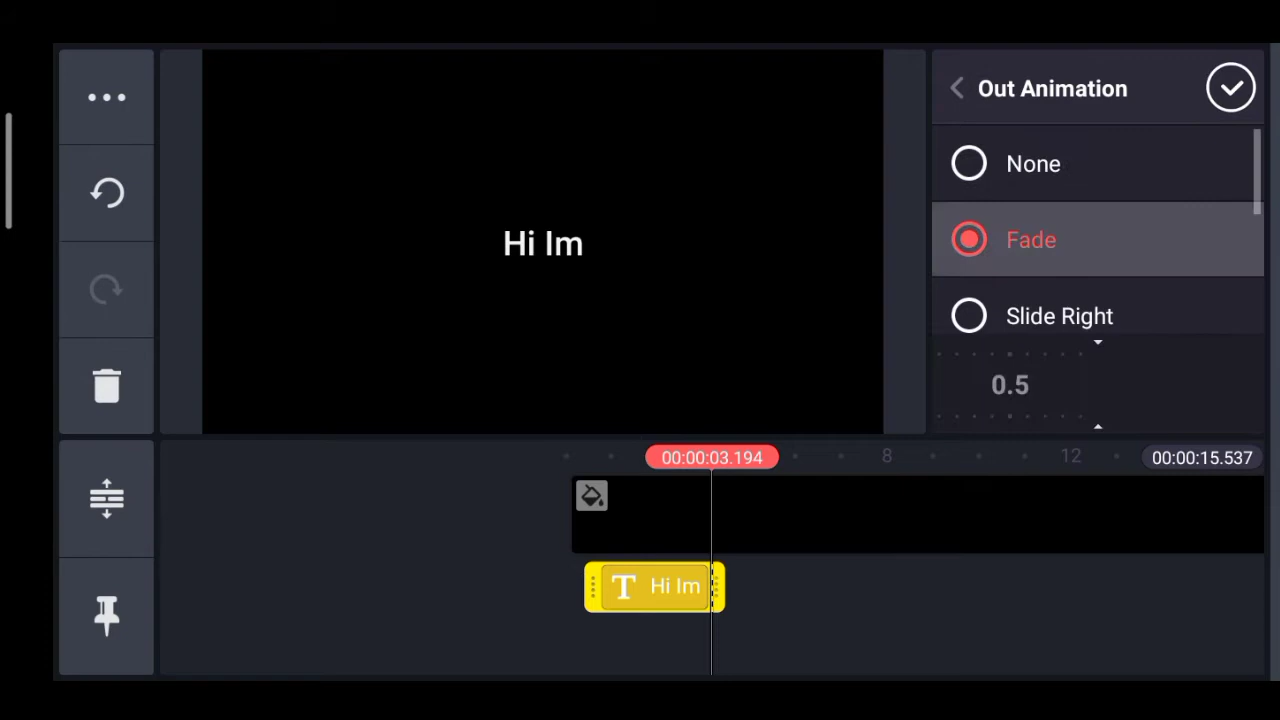 Out Animation
None
Hi Im
Fade
Slide Right
0.5
00:00:03.194
8
12
00:00:15.537
T Hi Im